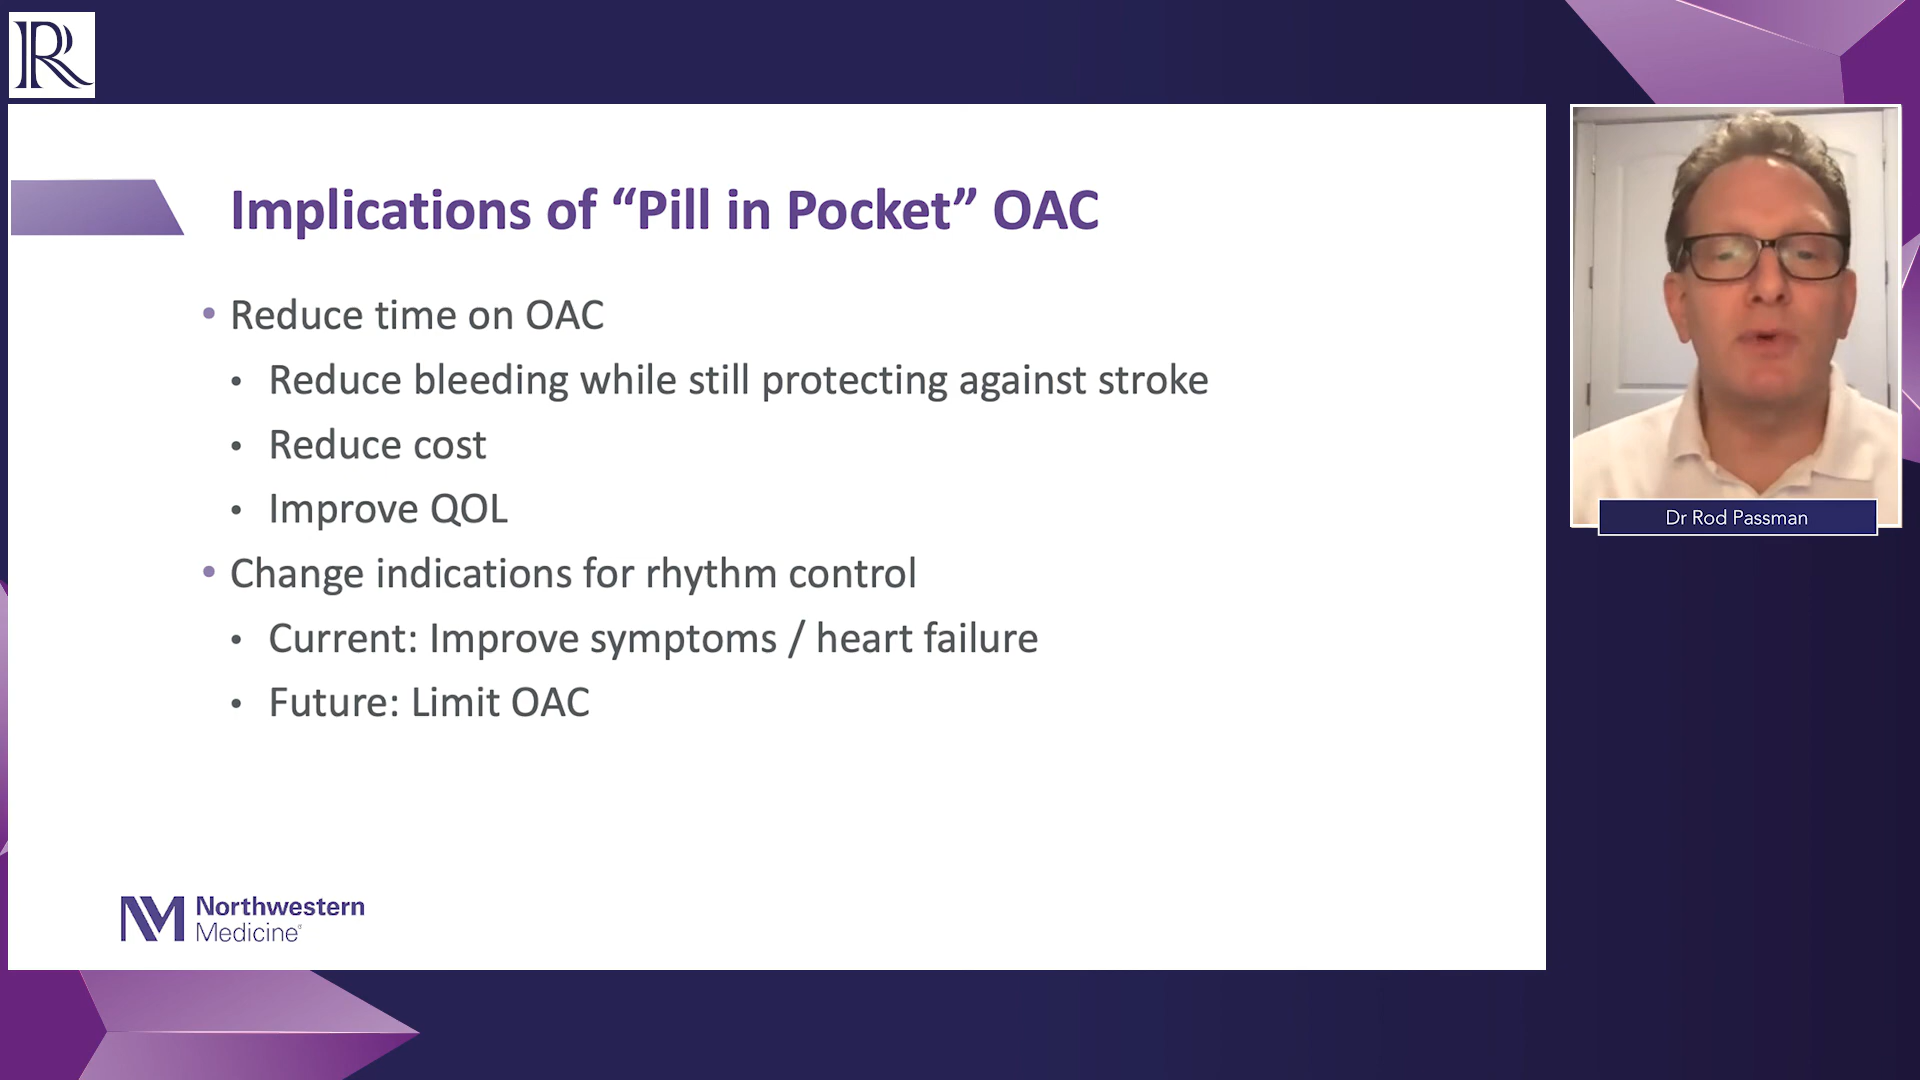 R
Implications of “Pill in Pocket” OAC
• Reduce time on OAC
• Reduce bleeding while still protecting against stroke
• Reduce cost
• Improve QOL
• Change indications for rhythm control
• Current: Improve symptoms / heart failure
• Future: Limit OAC
Dr Rod Passman
NM
Northwestern
Medicine